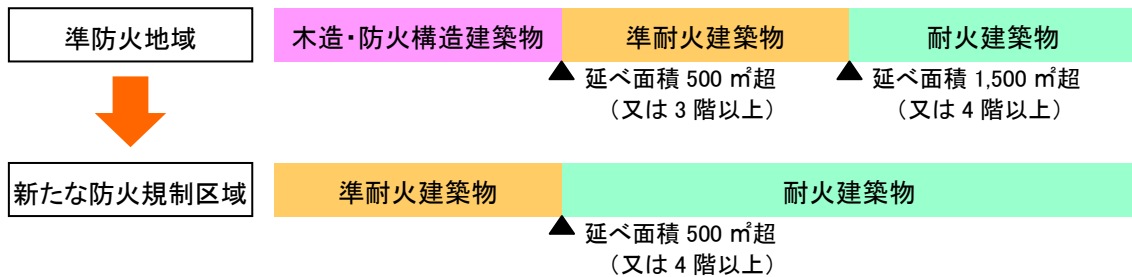 準防火地域
木造・防火構造建築物
準耐火建築物
耐火建築物
延べ面積 500 ㎡超
（又は 3 階以上）
延べ面積 1,500 ㎡超
（又は 4 階以上）
新たな防火規制区域
準耐火建築物
耐火建築物
延べ面積 500 ㎡超
（又は 4 階以上）